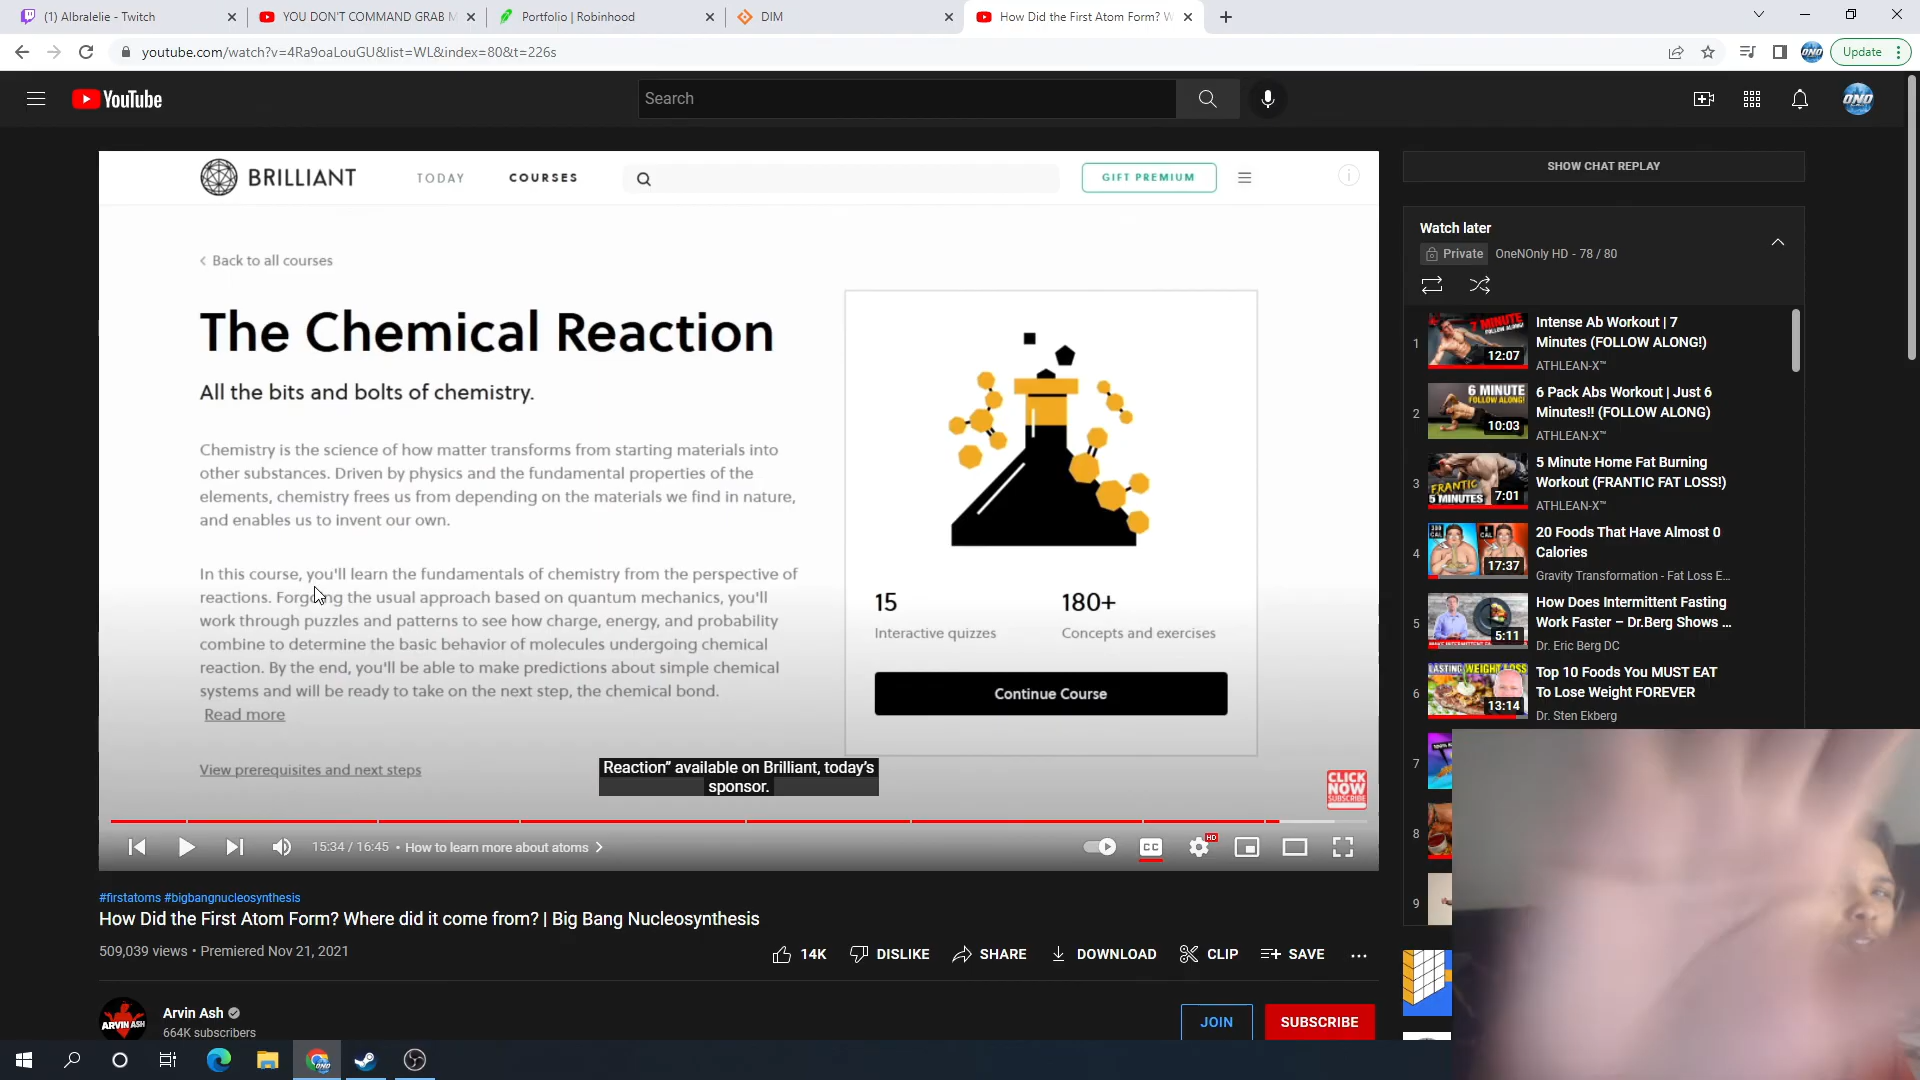 (1) Albralelie - Twitch
YOU DON'T COMMAND GRAB M
Portfolio | Robinhood
DIM
How Did the First Atom Form? W
youtube.com/watch?v=4Ra9oaLouGU&list=WL&index=80&t=226s
Update
YouTube
Search
BRILLIANT
TODAY
COURSES
GIFT PREMIUM
Back to all courses
The Chemical Reaction
All the bits and bolts of chemistry.
Chemistry is the science of how matter transforms from starting materials into
other substances. Driven by physics and the fundamental properties of the
elements, chemistry frees us from depending on the materials we find in nature,
and enables us to invent our own.
In this course, you'll learn the fundamentals of chemistry from the perspective of
reactions. Forgoing the usual approach based on quantum mechanics, you'll
work through puzzles and patterns to see how charge, energy, and probability
combine to determine the basic behavior of molecules undergoing chemical
reaction. By the end, you'll be able to make predictions about simple chemical
systems and will be ready to take on the next step, the chemical bond.
Read more
View prerequisites and next steps
15
Interactive quizzes
180+
Concepts and exercises
Continue Course
Reaction” available on Brilliant, today’s
sponsor.
CLICK
NOW
SUBSCRIBE
15:34 / 16:45 • How to learn more about atoms
CC
HD
#firstatoms #bigbangnucleosynthesis
How Did the First Atom Form? Where did it come from? | Big Bang Nucleosynthesis
509,039 views • Premiered Nov 21, 2021
14K
DISLIKE
SHARE
DOWNLOAD
CLIP
SAVE
ARVIN ASH
Arvin Ash
664K subscribers
JOIN
SUBSCRIBE
SHOW CHAT REPLAY
Watch later
Private
OneNOnly HD - 78 / 80
1
7 MINUTE
FOLLOW ALONG!
12:07
Intense Ab Workout | 7
Minutes (FOLLOW ALONG!)
ATHLEAN-X™
2
6 MINUTE
FOLLOW ALONG!
10:03
6 Pack Abs Workout | Just 6
Minutes!! (FOLLOW ALONG)
ATHLEAN-X™
3
FRANTIC
5 MINUTES
7:01
5 Minute Home Fat Burning
Workout (FRANTIC FAT LOSS!)
ATHLEAN-X™
4
17:37
20 Foods That Have Almost 0
Calories
Gravity Transformation - Fat Loss E...
5
5:11
How Does Intermittent Fasting
Work Faster – Dr.Berg Shows ...
Dr. Eric Berg DC
6
13:14
Top 10 Foods You MUST EAT
To Lose Weight FOREVER
Dr. Sten Ekberg
7
8
9